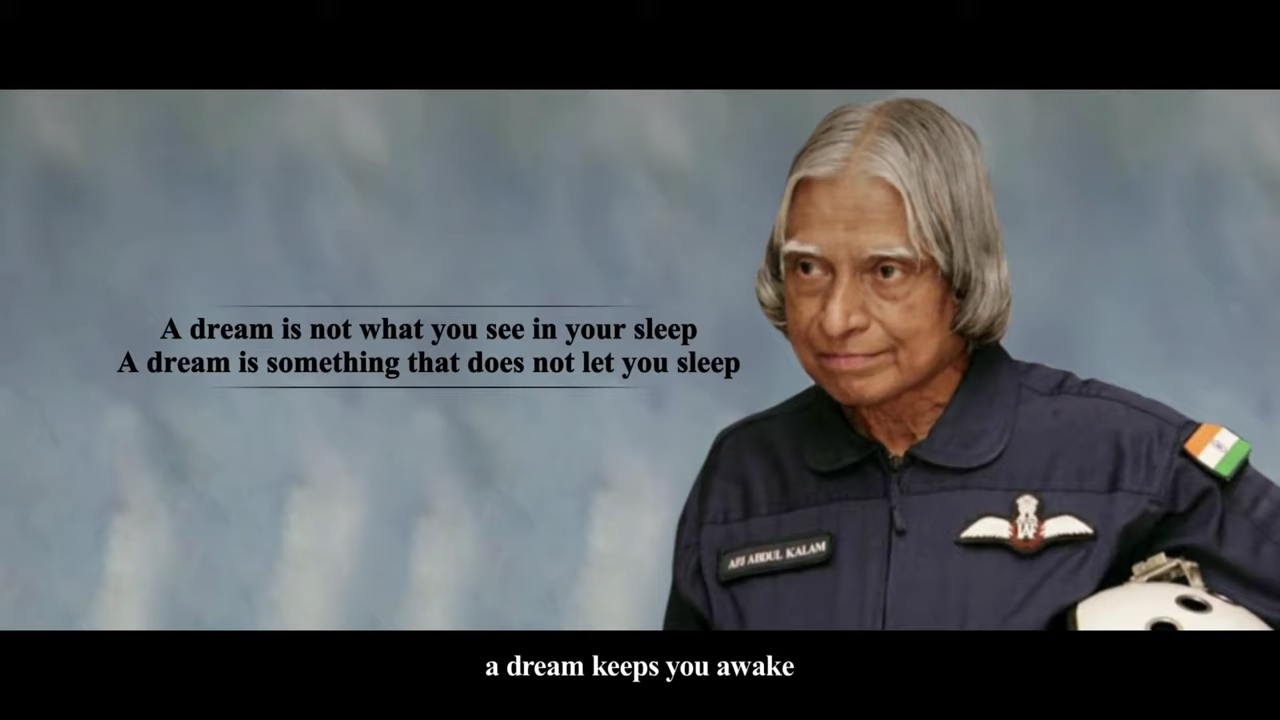 A dream is not what you see in your sleep
A dream is something that does not let you sleep
APJ ABDUL KALAM
IAF
a dream keeps you awake